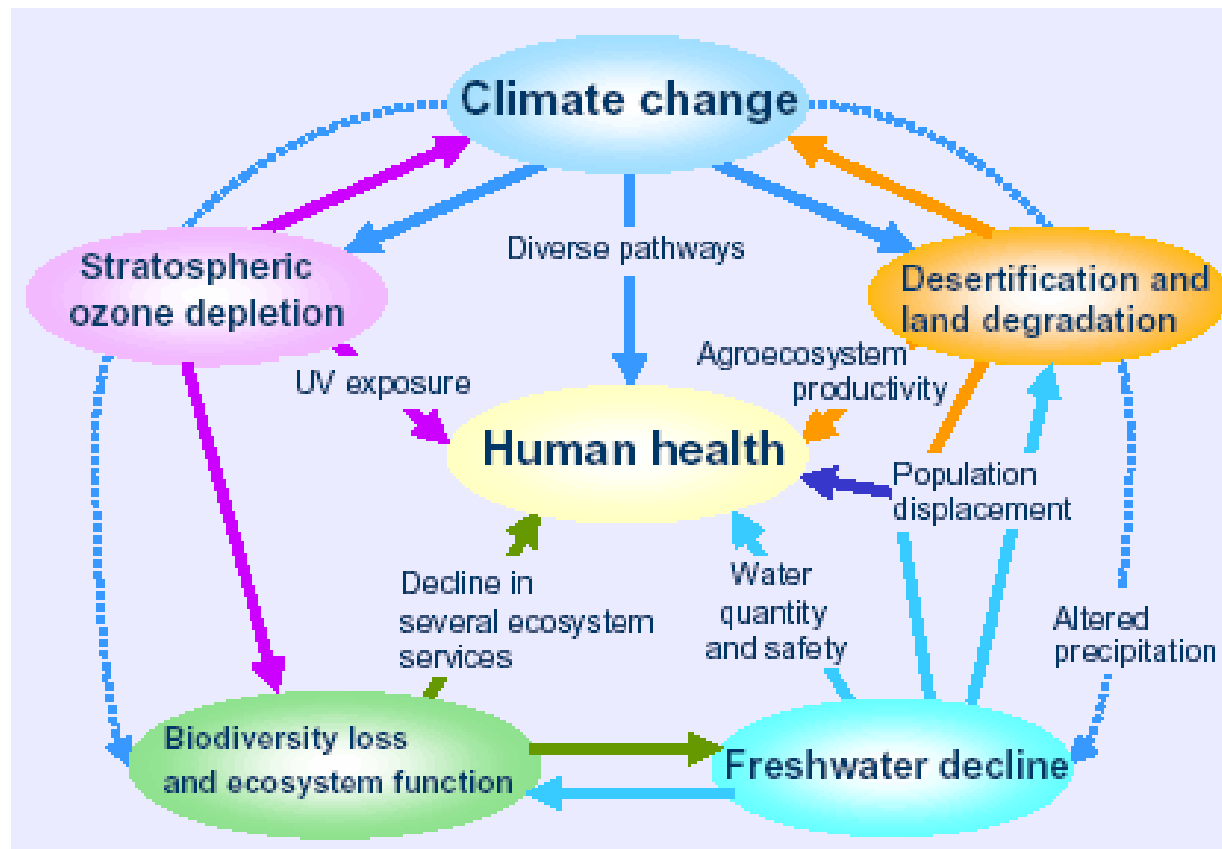 Climate change
Diverse pathways
Stratospheric
ozone depletion
Desertification and
land degradation
UV exposure
Agroecosystem
productivity
Human health
Population
displacement
Decline in
several ecosystem
services
Water
quantity
and safety
Altered
precipitation
Biodiversity loss
and ecosystem function
Freshwater decline